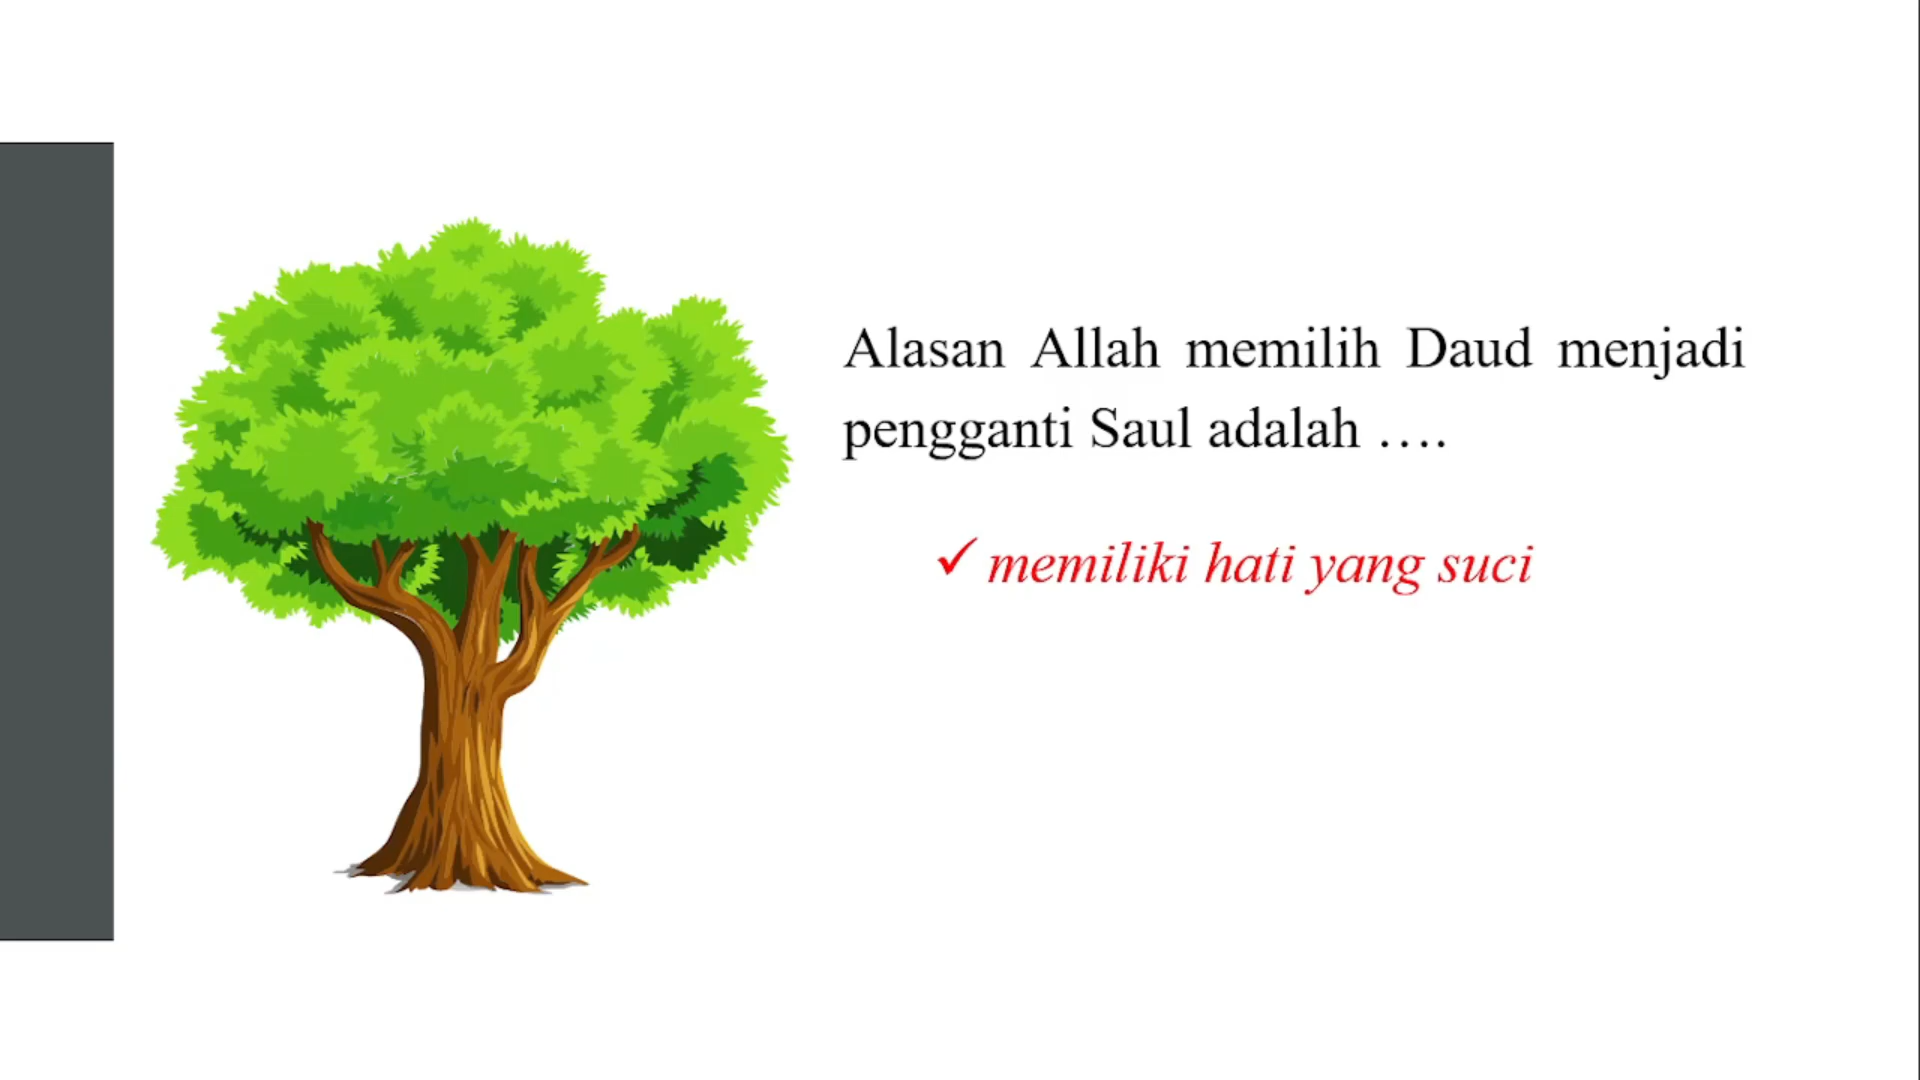 Alasan Allah memilih Daud menjadi
pengganti Saul adalah ….
✓ memiliki hati yang suci